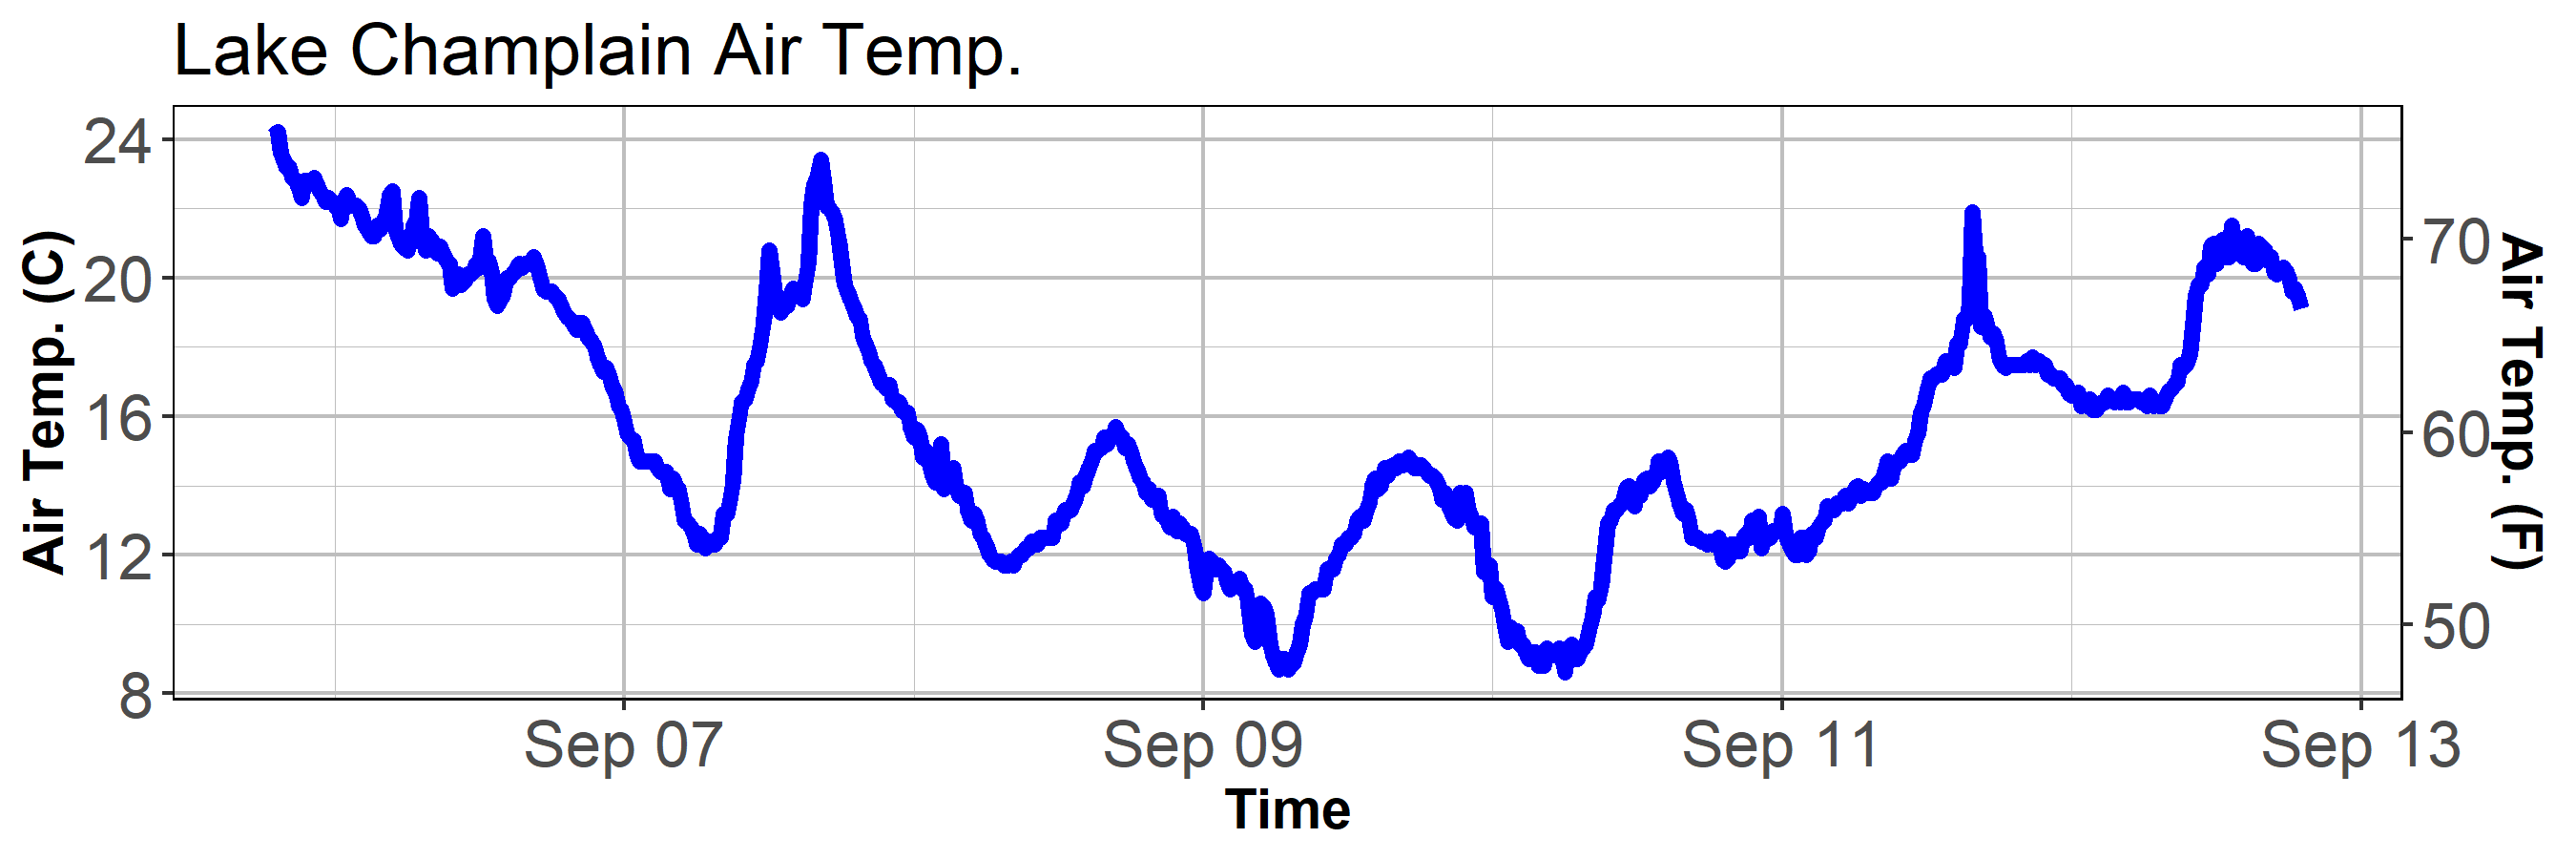 Lake Champlain Air Temp.
24
20
16
12
8
Air Temp. (C)
70
60
50
Air Temp. (F)
Sep 07
Sep 09
Sep 11
Sep 13
Time